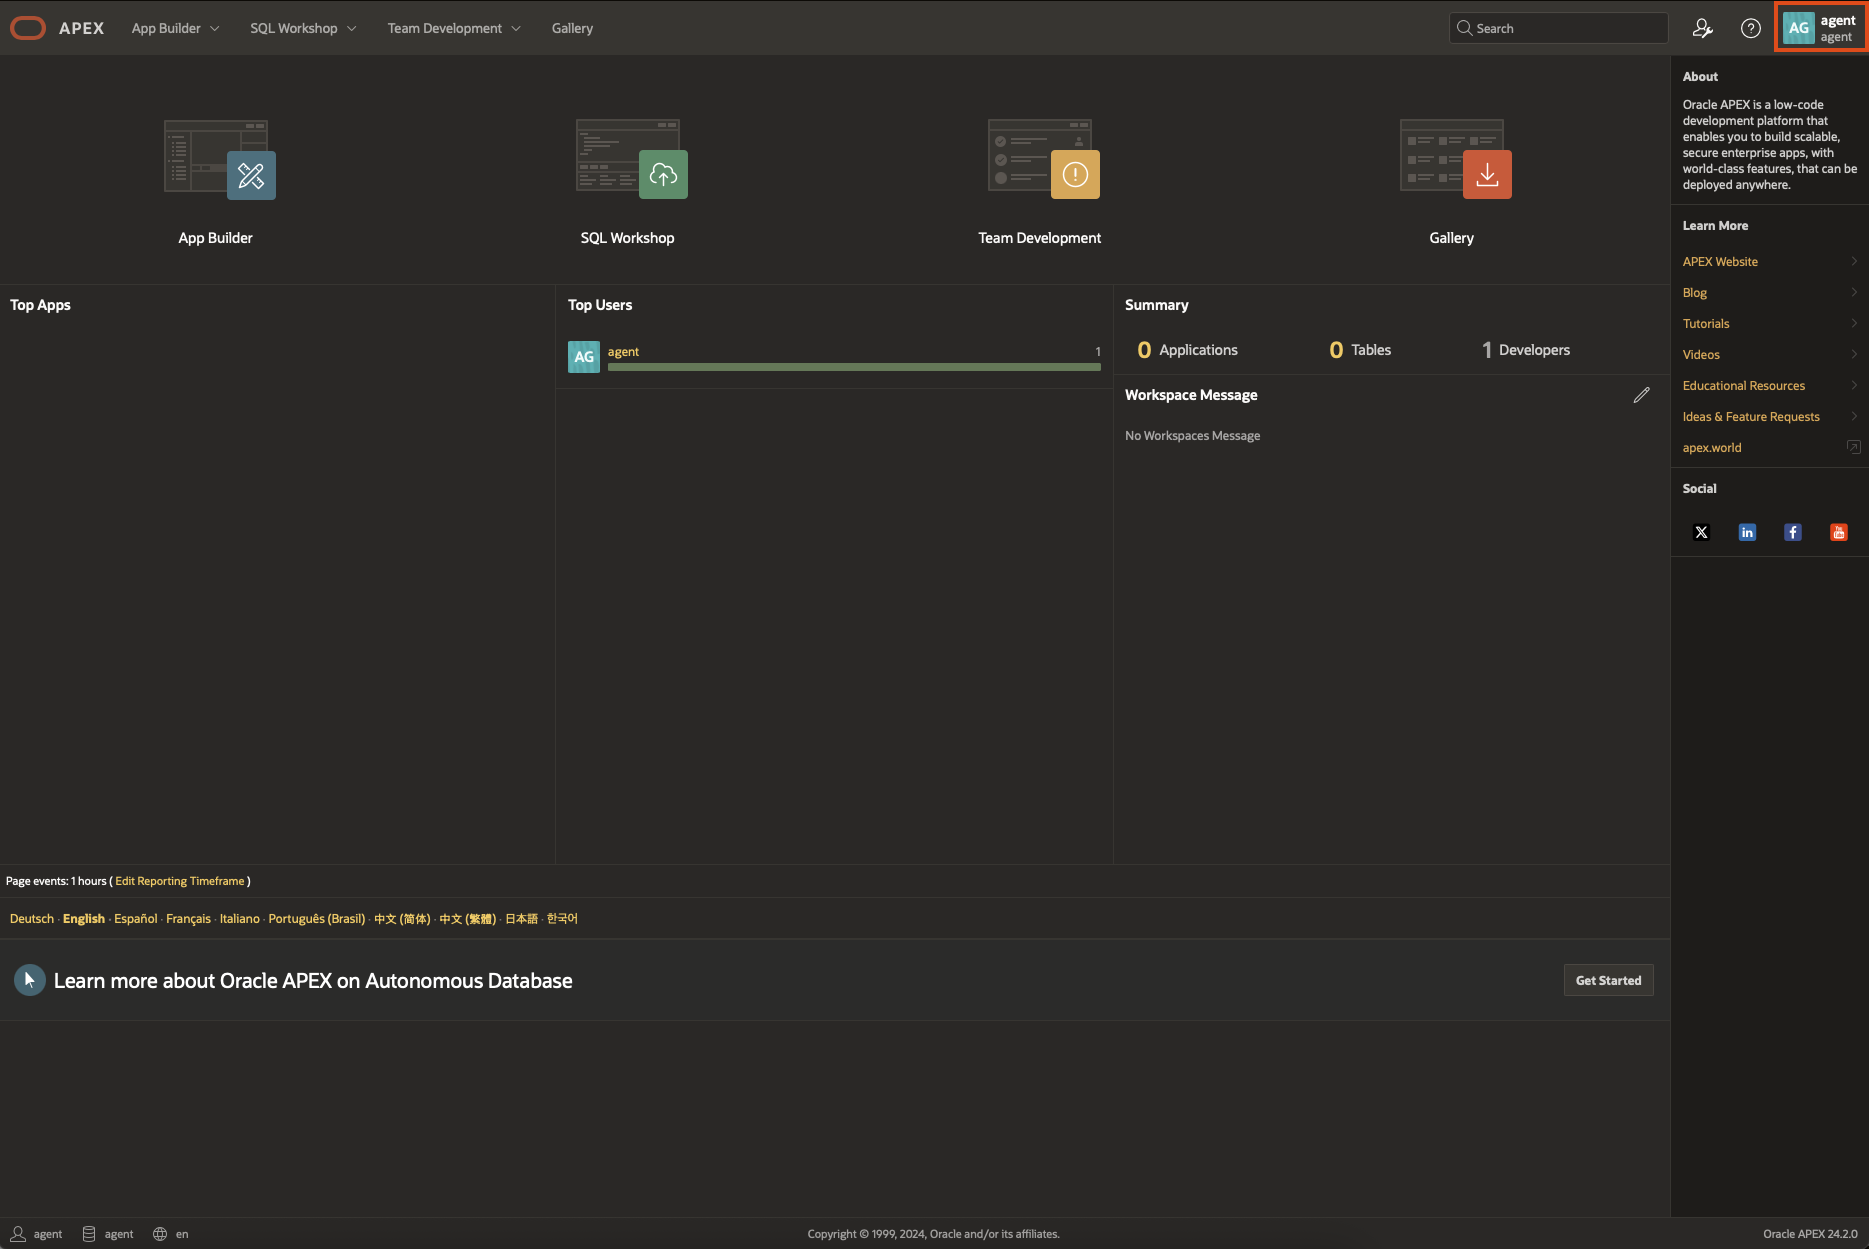 APEX App Builder SQL Workshop Team Development Gallery Search AG agent
agent
App Builder SQL Workshop Team Development Gallery
Top Apps
Top Users
AG agent 1
Summary
0 Applications 0 Tables 1 Developers
Workspace Message
No Workspaces Message
About
Oracle APEX is a low-code
development platform that
enables you to build scalable,
secure enterprise apps, with
world-class features, that can be
deployed anywhere.
Learn More
APEX Website
Blog
Tutorials
Videos
Educational Resources
Ideas & Feature Requests
apex.world
Social
Page events: 1 hours ( Edit Reporting Timeframe )
Deutsch · English · Español · Français · Italiano · Português (Brasil) · 中文 (简体) · 中文 (繁體) · 日本語 · 한국어
Learn more about Oracle APEX on Autonomous Database Get Started
agent agent en Copyright © 1999, 2024, Oracle and/or its affiliates. Oracle APEX 24.2.0